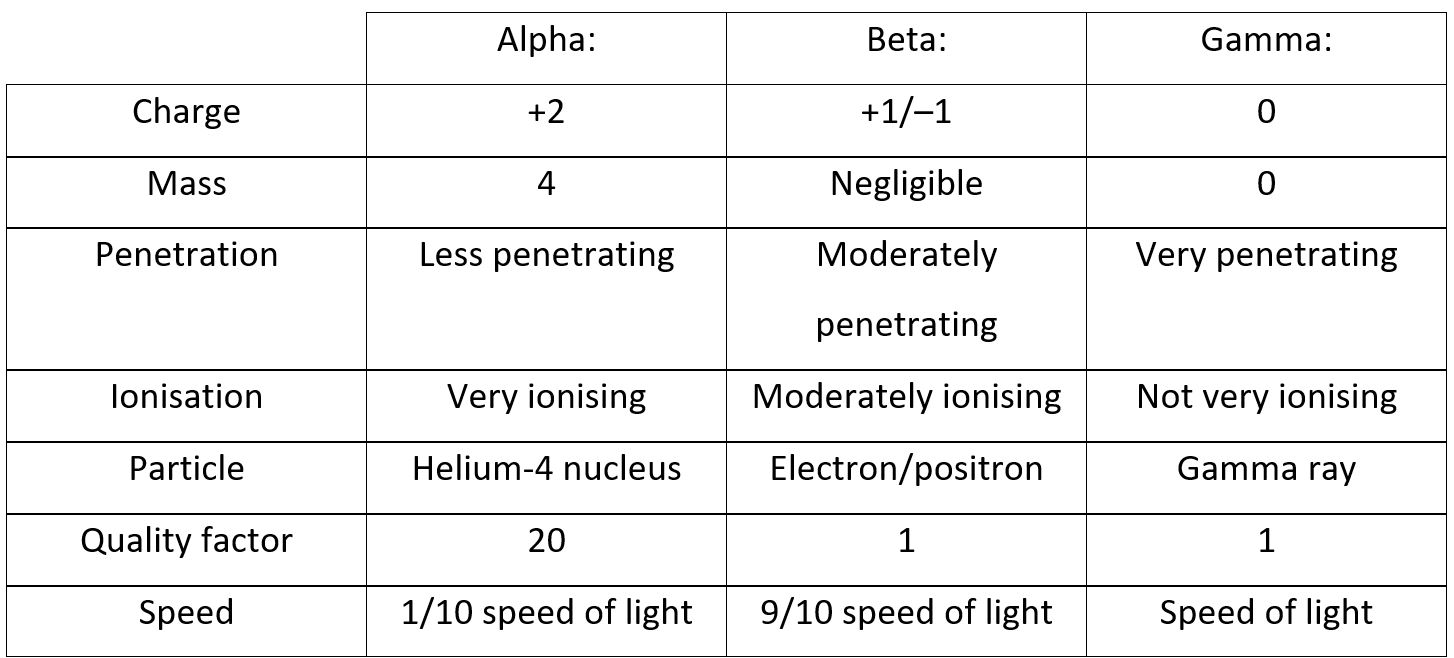 Alpha: Beta: Gamma:
Charge +2 +1/–1 0
Mass 4 Negligible 0
Penetration Less penetrating Moderately Very penetrating
penetrating
Ionisation Very ionising Moderately ionising Not very ionising
Particle Helium-4 nucleus Electron/positron Gamma ray
Quality factor 20 1 1
Speed 1/10 speed of light 9/10 speed of light Speed of light